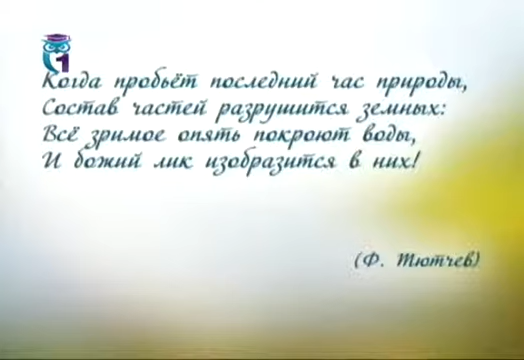 1
Когда пробьёт последний час природы,
Состав частей разрушится земных:
Всё зримое опять покроют воды,
И божий лик изобразится в них!
(Ф. Тютчев)